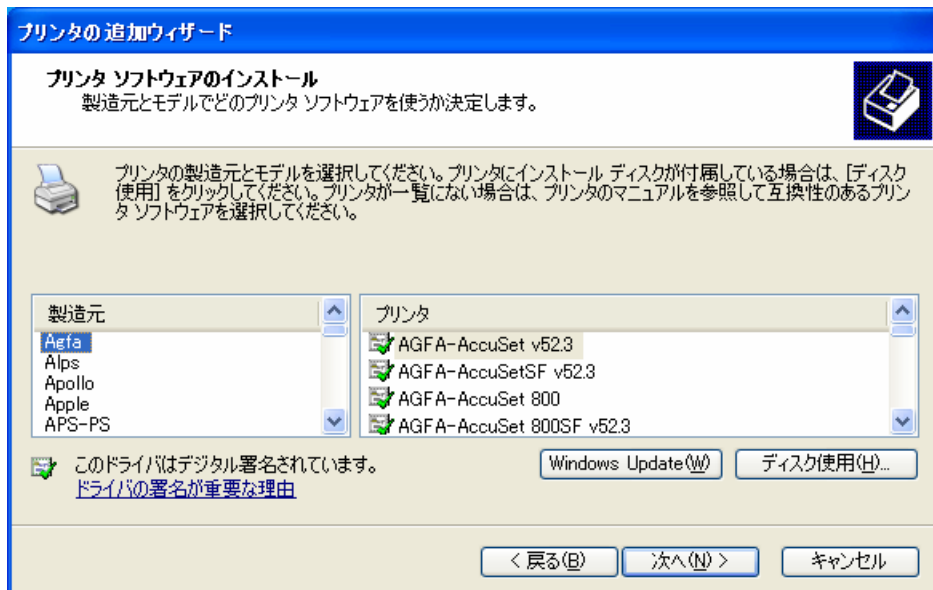 プリンタの追加ウィザード
プリンタ ソフトウェアのインストール
製造元とモデルでどのプリンタ ソフトウェアを使うか決定します。
プリンタの製造元とモデルを選択してください。プリンタにインストール ディスクが付属している場合は、[ディスク
使用] をクリックしてください。プリンタが一覧にない場合は、プリンタのマニュアルを参照して互換性のあるプリン
タ ソフトウェアを選択してください。
製造元
Agfa
Alps
Apollo
Apple
APS-PS
プリンタ
AGFA-AccuSet v52.3
AGFA-AccuSetSF v52.3
AGFA-AccuSet 800
AGFA-AccuSet 800SF v52.3
このドライバはデジタル署名されています。
ドライバの署名が重要な理由
Windows Update(W)
ディスク使用(H)...
< 戻る(B)
次へ(N) >
キャンセル